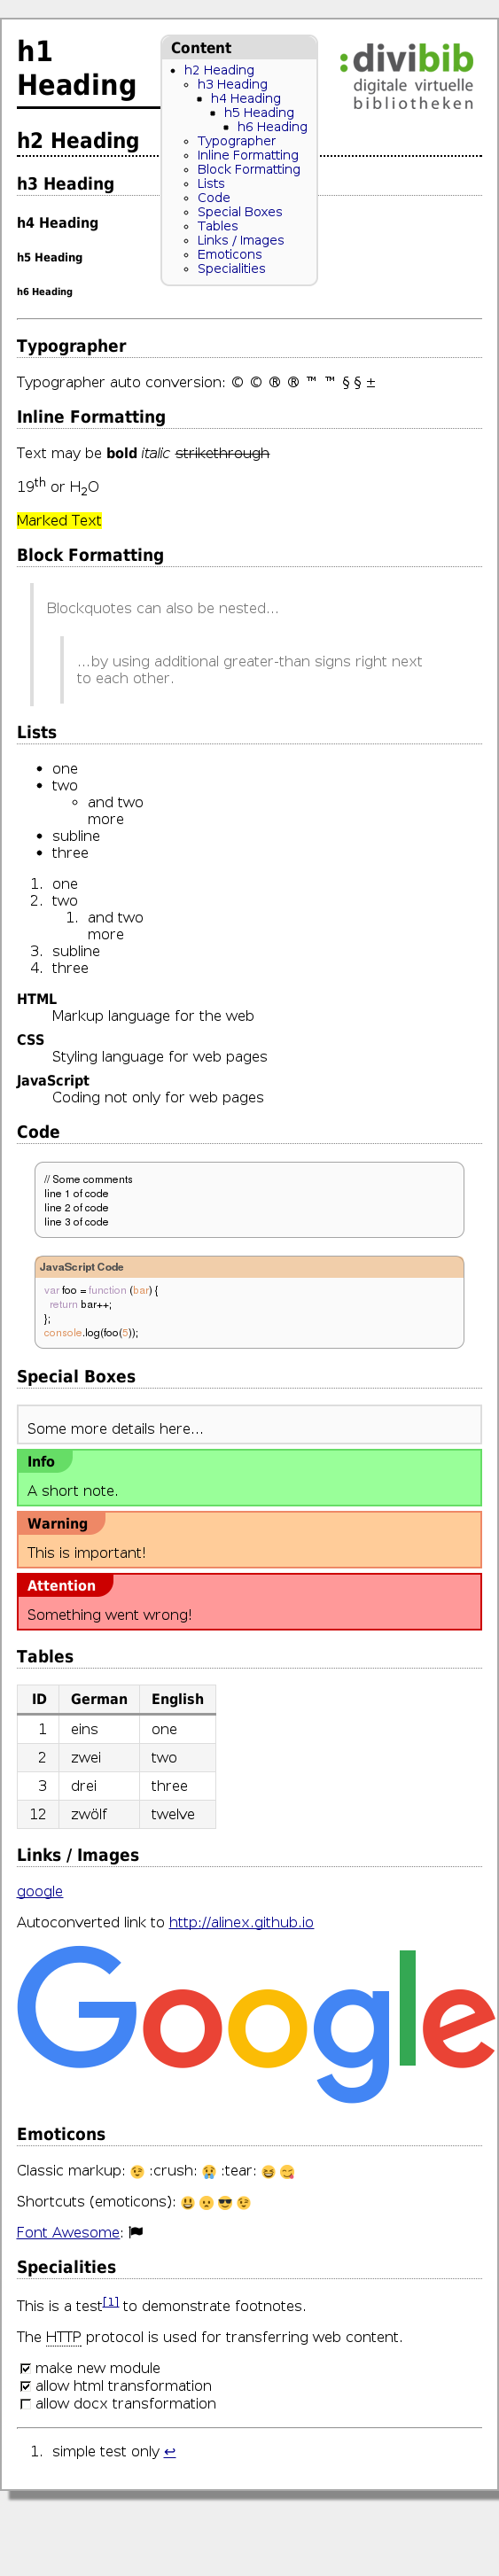 h1
Heading
Content
h2 Heading
h3 Heading
h4 Heading
h5 Heading
h6 Heading
Typographer
Inline Formatting
Block Formatting
Lists
Code
Special Boxes
Tables
Links / Images
Emoticons
Specialities
:divibib
digitale virtuelle
bibliotheken
h2 Heading
h3 Heading
h4 Heading
h5 Heading
h6 Heading
Typographer
Typographer auto conversion: © © ® ® ™ ™ § § ±
Inline Formatting
Text may be bold italic strikethrough
19th or H2O
Marked Text
Block Formatting
Blockquotes can also be nested...
...by using additional greater-than signs right next
to each other.
Lists
• one
• two
◦ and two
more
• subline
• three
1. one
2. two
1. and two
more
3. subline
4. three
HTML
Markup language for the web
CSS
Styling language for web pages
JavaScript
Coding not only for web pages
Code
// Some comments
line 1 of code
line 2 of code
line 3 of code
JavaScript Code
var foo = function (bar) {
return bar++;
};
console.log(foo(5));
Special Boxes
Some more details here...
Info
A short note.
Warning
This is important!
Attention
Something went wrong!
Tables
ID German English
1 eins one
2 zwei two
3 drei three
12 zwölf twelve
Links / Images
google
Autoconverted link to http://alinex.github.io
Google
Emoticons
Classic markup: 😉 :crush: 😢 :tear: 😆 😋
Shortcuts (emoticons): 😃 😦 😎 😉
Font Awesome:
Specialities
This is a test[1] to demonstrate footnotes.
The HTTP protocol is used for transferring web content.
☑ make new module
☑ allow html transformation
☐ allow docx transformation
1. simple test only ↩